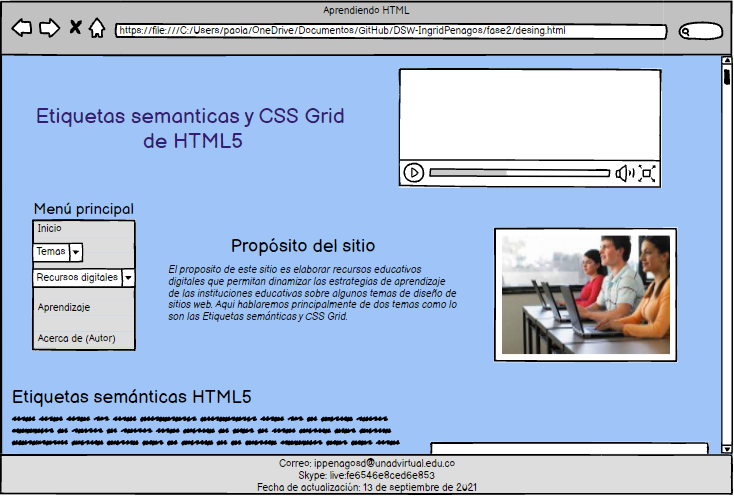 Aprendiendo HTML
https://file:///C:/Users/paola/OneDrive/Documentos/GitHub/DSW-IngridPenagos/fase2/desing.html
Etiquetas semanticas y CSS Grid
de HTML5
Menú principal
Inicio
Temas
Recursos digitales
Aprendizaje
Acerca de (Autor)
Propósito del sitio
El proposito de este sitio es elaborar recursos educativos
digitales que permitan dinamizar las estrategias de aprendizaje
de las instituciones educativas sobre algunos temas de diseño de
sitios web. Aqui hablaremos principalmente de dos temas como lo
son las Etiquetas semánticas y CSS Grid.
Etiquetas semánticas HTML5
Correo: ippenagosd@unadvirtual.edu.co
Skype: live:fe6546e8ced6e853
Fecha de actualización: 13 de septiembre de 2021